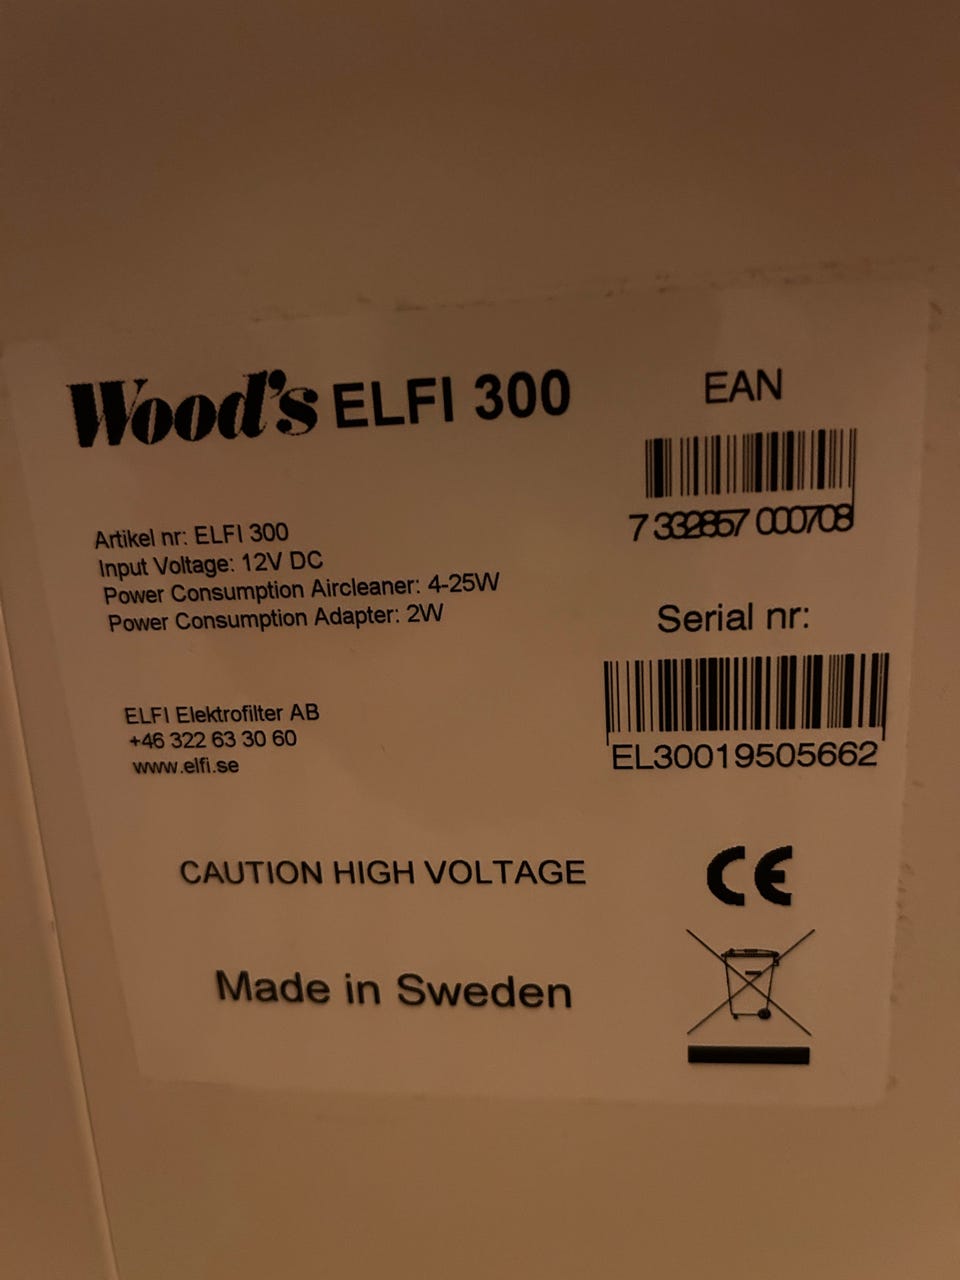 Wood's ELFI 300
Artikel nr: ELFI 300
Input Voltage: 12V DC
Power Consumption Aircleaner: 4-25W
Power Consumption Adapter: 2W
ELFI Elektrofilter AB
+46 322 63 30 60
www.elfi.se
EAN
7 332857 000708
Serial nr:
EL30019505662
CAUTION HIGH VOLTAGE
CE
Made in Sweden